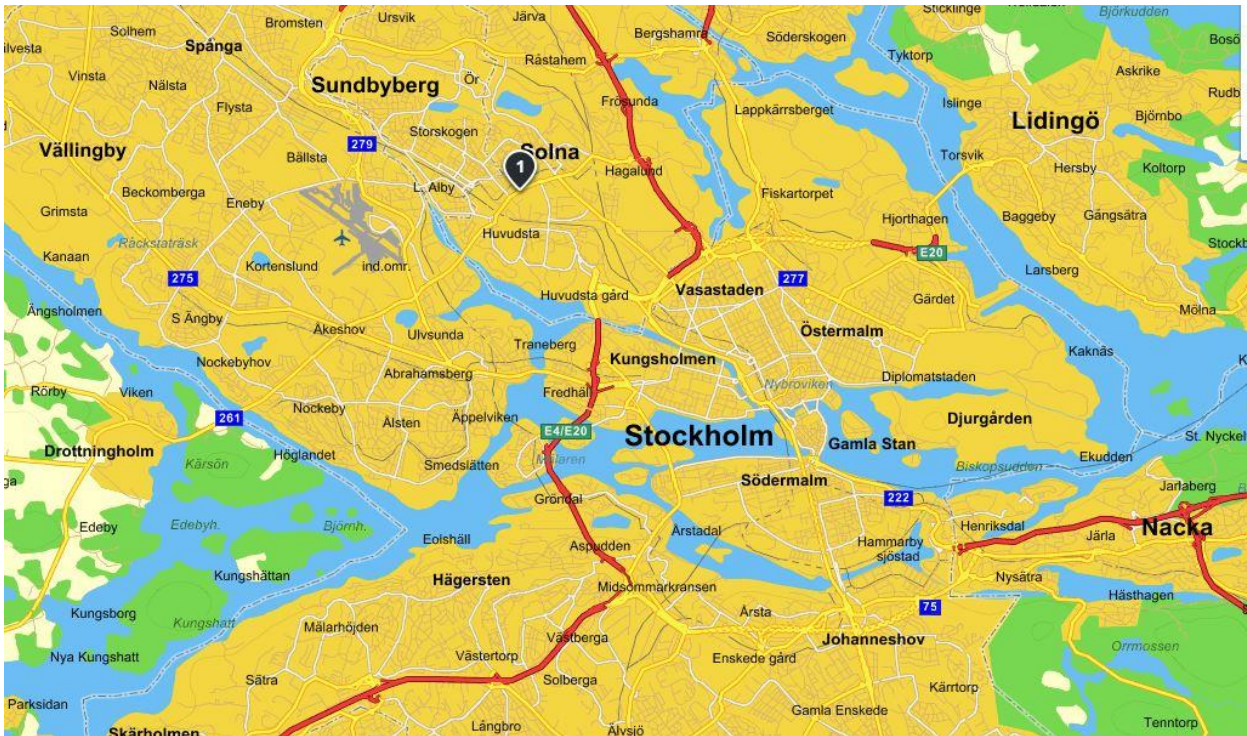 Sticklinge
Björkudden
Solhem
Bromsten
Ursvik
Järva
Bergshamra
Söderskogen
Bosö
Spånga
Råstahem
Tyktorp
Askrike
Vinsta
Nälsta
Sundbyberg
Ör
Rudb
Flysta
Frösunda
Lappkärrsberget
Islinge
Lidingö
Björnbo
Storskogen
279
Vällingby
Bällsta
Solna
1
Torsvik
Hersby
Koltorp
Hagalund
Beckomberga
L. Alby
Fiskartorpet
Eneby
Grimsta
Hjorthagen
Baggeby
Gångsätra
Huvudsta
Råckstaträsk
Stockb
Kanaan
E20
Kortenslund
ind.omr.
Larsberg
275
277
Vasastaden
Huvudsta gård
Gärdet
Ängsholmen
Mölna
S Ängby
Åkeshov
Ulvsunda
Östermalm
Traneberg
Kaknäs
Nockebyhov
Kungsholmen
Abrahamsberg
Diplomatstaden
Nybroviken
Rörby
Viken
Fredhäll
Nockeby
261
Ålsten
Äppelviken
Djurgården
E4/E20
Stockholm
St. Nyckel
Drottningholm
Höglandet
Gamla Stan
Kärsön
Smedslätten
Mälaren
Biskopsudden
Ekudden
Södermalm
Jarlaberg
Gröndal
222
Edeby
Edebyh.
Björnh.
Henriksdal
Nacka
Årstadal
Järla
Eolshäll
Hammarby
sjöstad
Aspudden
Kungshättan
Hägersten
Nysätra
Midsommarkransen
Hästhagen
Kungsborg
Kungshatt
75
Årsta
Mälarhöjden
Västberga
Johanneshov
Nya Kungshatt
Västertorp
Enskede gård
Orrmossen
Sätra
Solberga
Kärrtorp
Parksidan
Gamla Enskede
Långbro
Älvsjö
Tenntorp
Skärholmen